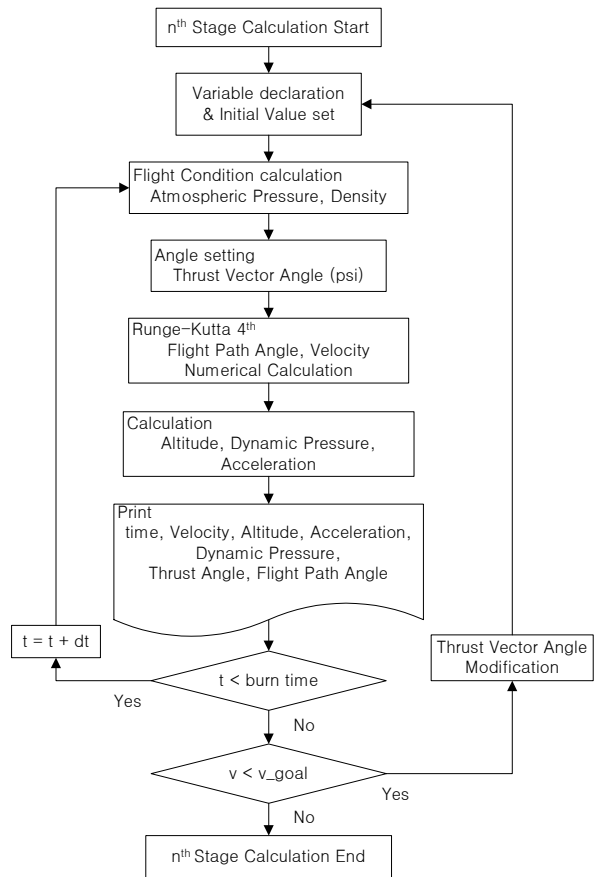 nth Stage Calculation Start
Variable declaration
& Initial Value set
Flight Condition calculation
Atmospheric Pressure, Density
Angle setting
Thrust Vector Angle (psi)
Runge-Kutta 4th
Flight Path Angle, Velocity
Numerical Calculation
Calculation
Altitude, Dynamic Pressure,
Acceleration
Print
time, Velocity, Altitude, Acceleration,
Dynamic Pressure,
Thrust Angle, Flight Path Angle
t = t + dt
Thrust Vector Angle
Modification
t < burn time
Yes
No
v < v_goal
Yes
No
nth Stage Calculation End